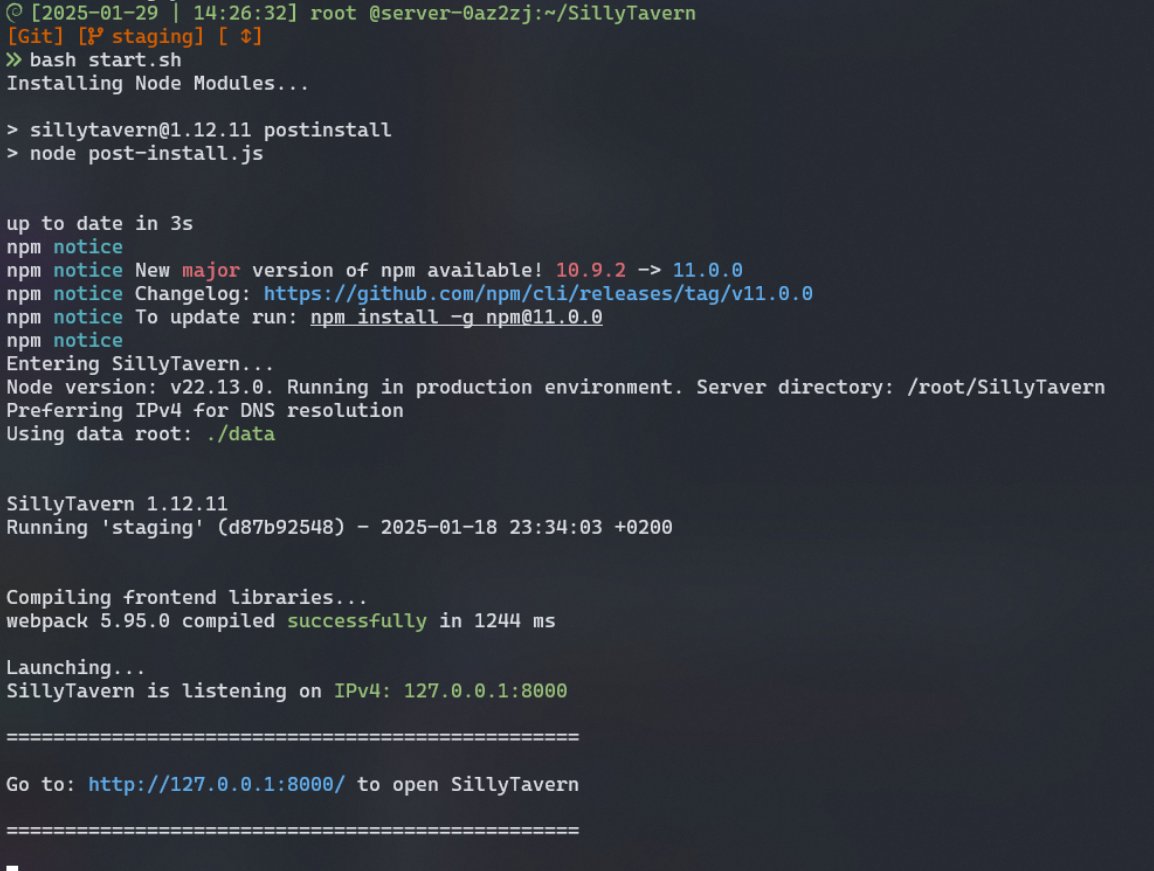 [2025-01-29 | 14:26:32] root @server-0az2zj:~/SillyTavern
[Git] [staging] [ ⇕]
» bash start.sh
Installing Node Modules...
> sillytavern@1.12.11 postinstall
> node post-install.js
up to date in 3s
npm notice
npm notice New major version of npm available! 10.9.2 -> 11.0.0
npm notice Changelog: https://github.com/npm/cli/releases/tag/v11.0.0
npm notice To update run: npm install -g npm@11.0.0
npm notice
Entering SillyTavern...
Node version: v22.13.0. Running in production environment. Server directory: /root/SillyTavern
Preferring IPv4 for DNS resolution
Using data root: ./data
SillyTavern 1.12.11
Running 'staging' (d87b92548) - 2025-01-18 23:34:03 +0200
Compiling frontend libraries...
webpack 5.95.0 compiled successfully in 1244 ms
Launching...
SillyTavern is listening on IPv4: 127.0.0.1:8000
=================================================
Go to: http://127.0.0.1:8000/ to open SillyTavern
=================================================